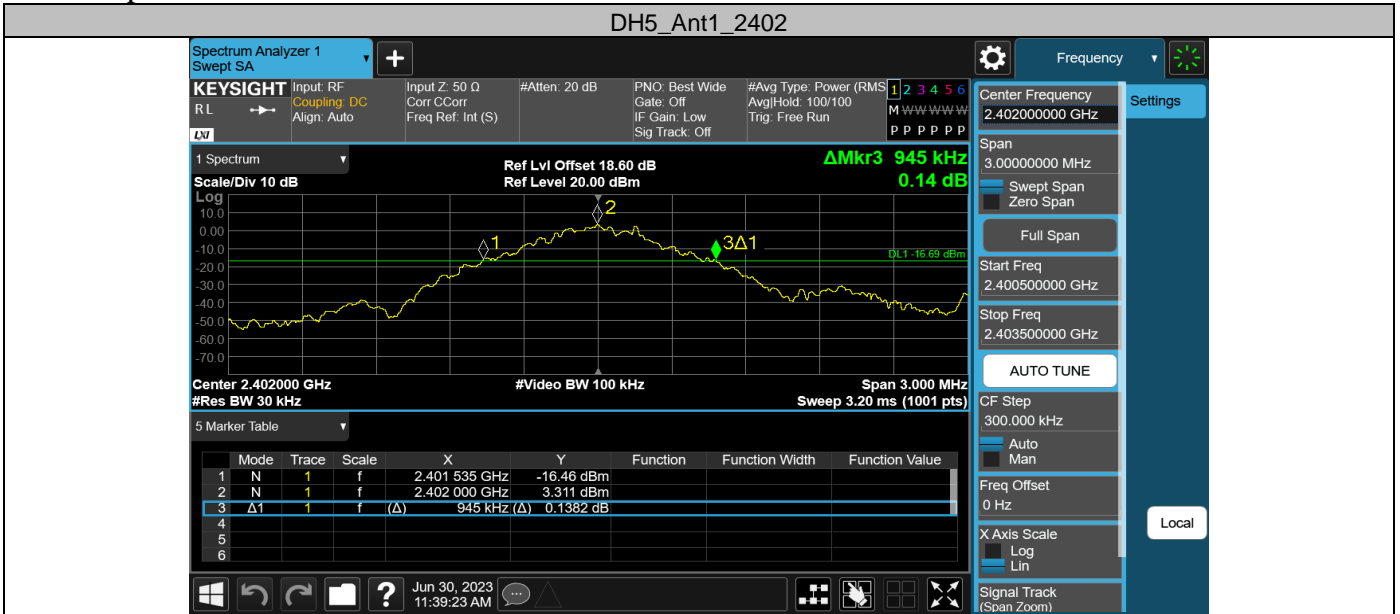 DH5_Ant1_2402
Spectrum Analyzer 1
Swept SA
Frequency
KEYSIGHT
RL
LXI
Input: RF
Coupling: DC
Align: Auto
Input Z: 50 Ω
Corr CCorr
Freq Ref: Int (S)
#Atten: 20 dB
PNO: Best Wide
Gate: Off
IF Gain: Low
Sig Track: Off
#Avg Type: Power (RMS
Avg|Hold: 100/100
Trig: Free Run
1 2 3 4 5 6
M W W W W W
P P P P P P
1 Spectrum
Scale/Div 10 dB
Ref Lvl Offset 18.60 dB
Ref Level 20.00 dBm
ΔMkr3 945 kHz
0.14 dB
Log
10.0
0.00
-10.0
-20.0
-30.0
-40.0
-50.0
-60.0
-70.0
1
2
3Δ1
DL1 -16.69 dBm
Center 2.402000 GHz
#Video BW 100 kHz
Span 3.000 MHz
#Res BW 30 kHz
Sweep 3.20 ms (1001 pts)
5 Marker Table
Mode Trace Scale X Y Function Function Width Function Value
1 N 1 f 2.401 535 GHz -16.46 dBm
2 N 1 f 2.402 000 GHz 3.311 dBm
3 Δ1 1 f (Δ) 945 kHz (Δ) 0.1382 dB
4
5
6
Jun 30, 2023
11:39:23 AM
Center Frequency
2.402000000 GHz
Settings
Span
3.00000000 MHz
Swept Span
Zero Span
Full Span
Start Freq
2.400500000 GHz
Stop Freq
2.403500000 GHz
AUTO TUNE
CF Step
300.000 kHz
Auto
Man
Freq Offset
0 Hz
Local
X Axis Scale
Log
Lin
Signal Track
(Span Zoom)